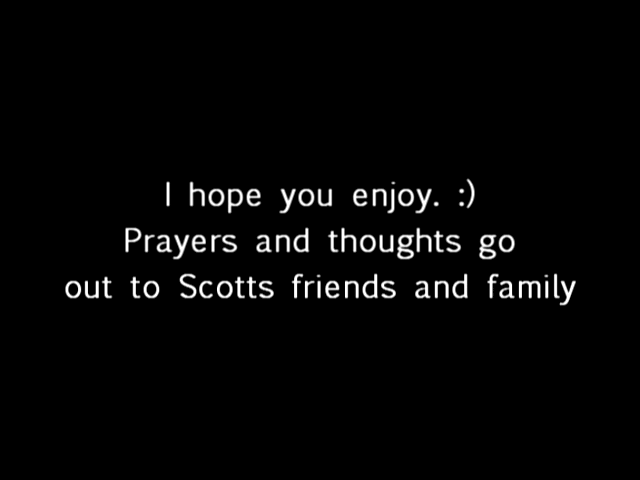 I hope you enjoy. :)
Prayers and thoughts go
out to Scotts friends and family